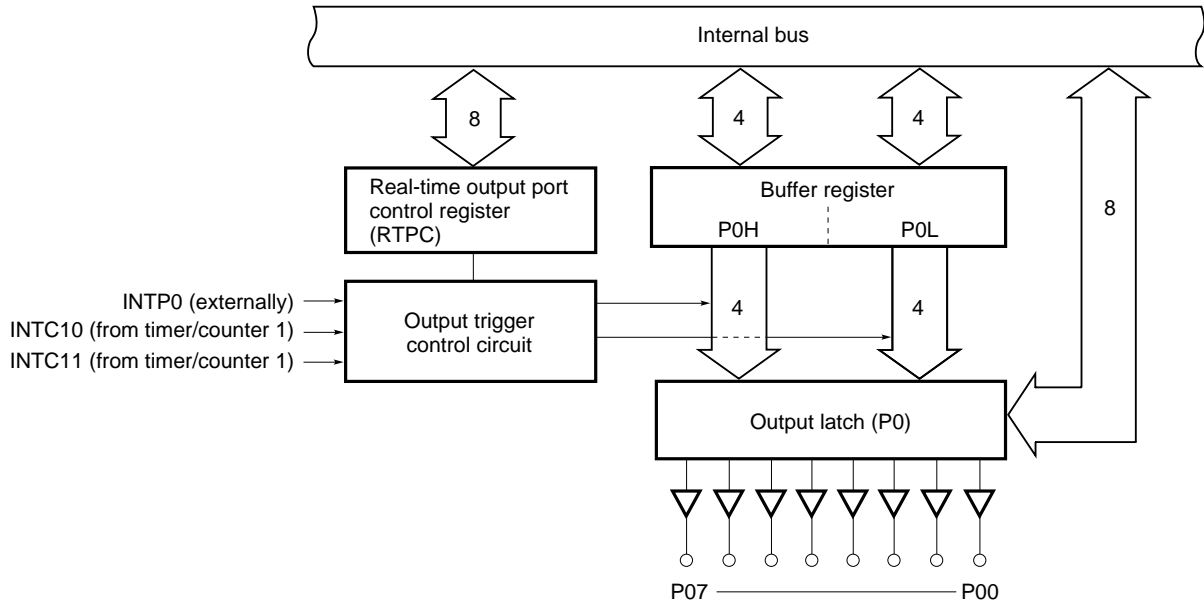 Internal bus
8
4
4
Real-time output port
control register
(RTPC)
Buffer register
P0H
P0L
8
INTP0 (externally)
INTC10 (from timer/counter 1)
INTC11 (from timer/counter 1)
Output trigger
control circuit
4
4
Output latch (P0)
P07
P00